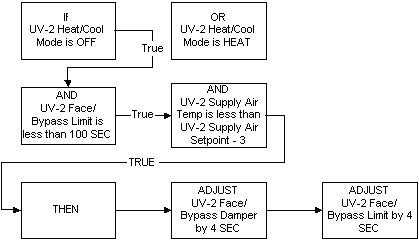 If
UV-2 Heat/Cool
Mode is OFF
OR
UV-2 Heat/Cool
Mode is HEAT
True
AND
UV-2 Face/
Bypass Limit is
less than 100 SEC
True
AND
UV-2 Supply Air
Temp is less than
UV-2 Supply Air
Setpoint - 3
TRUE
THEN
ADJUST
UV-2 Face/
Bypass Damper
by 4 SEC
ADJUST
UV-2 Face/
Bypass Limit by 4
SEC